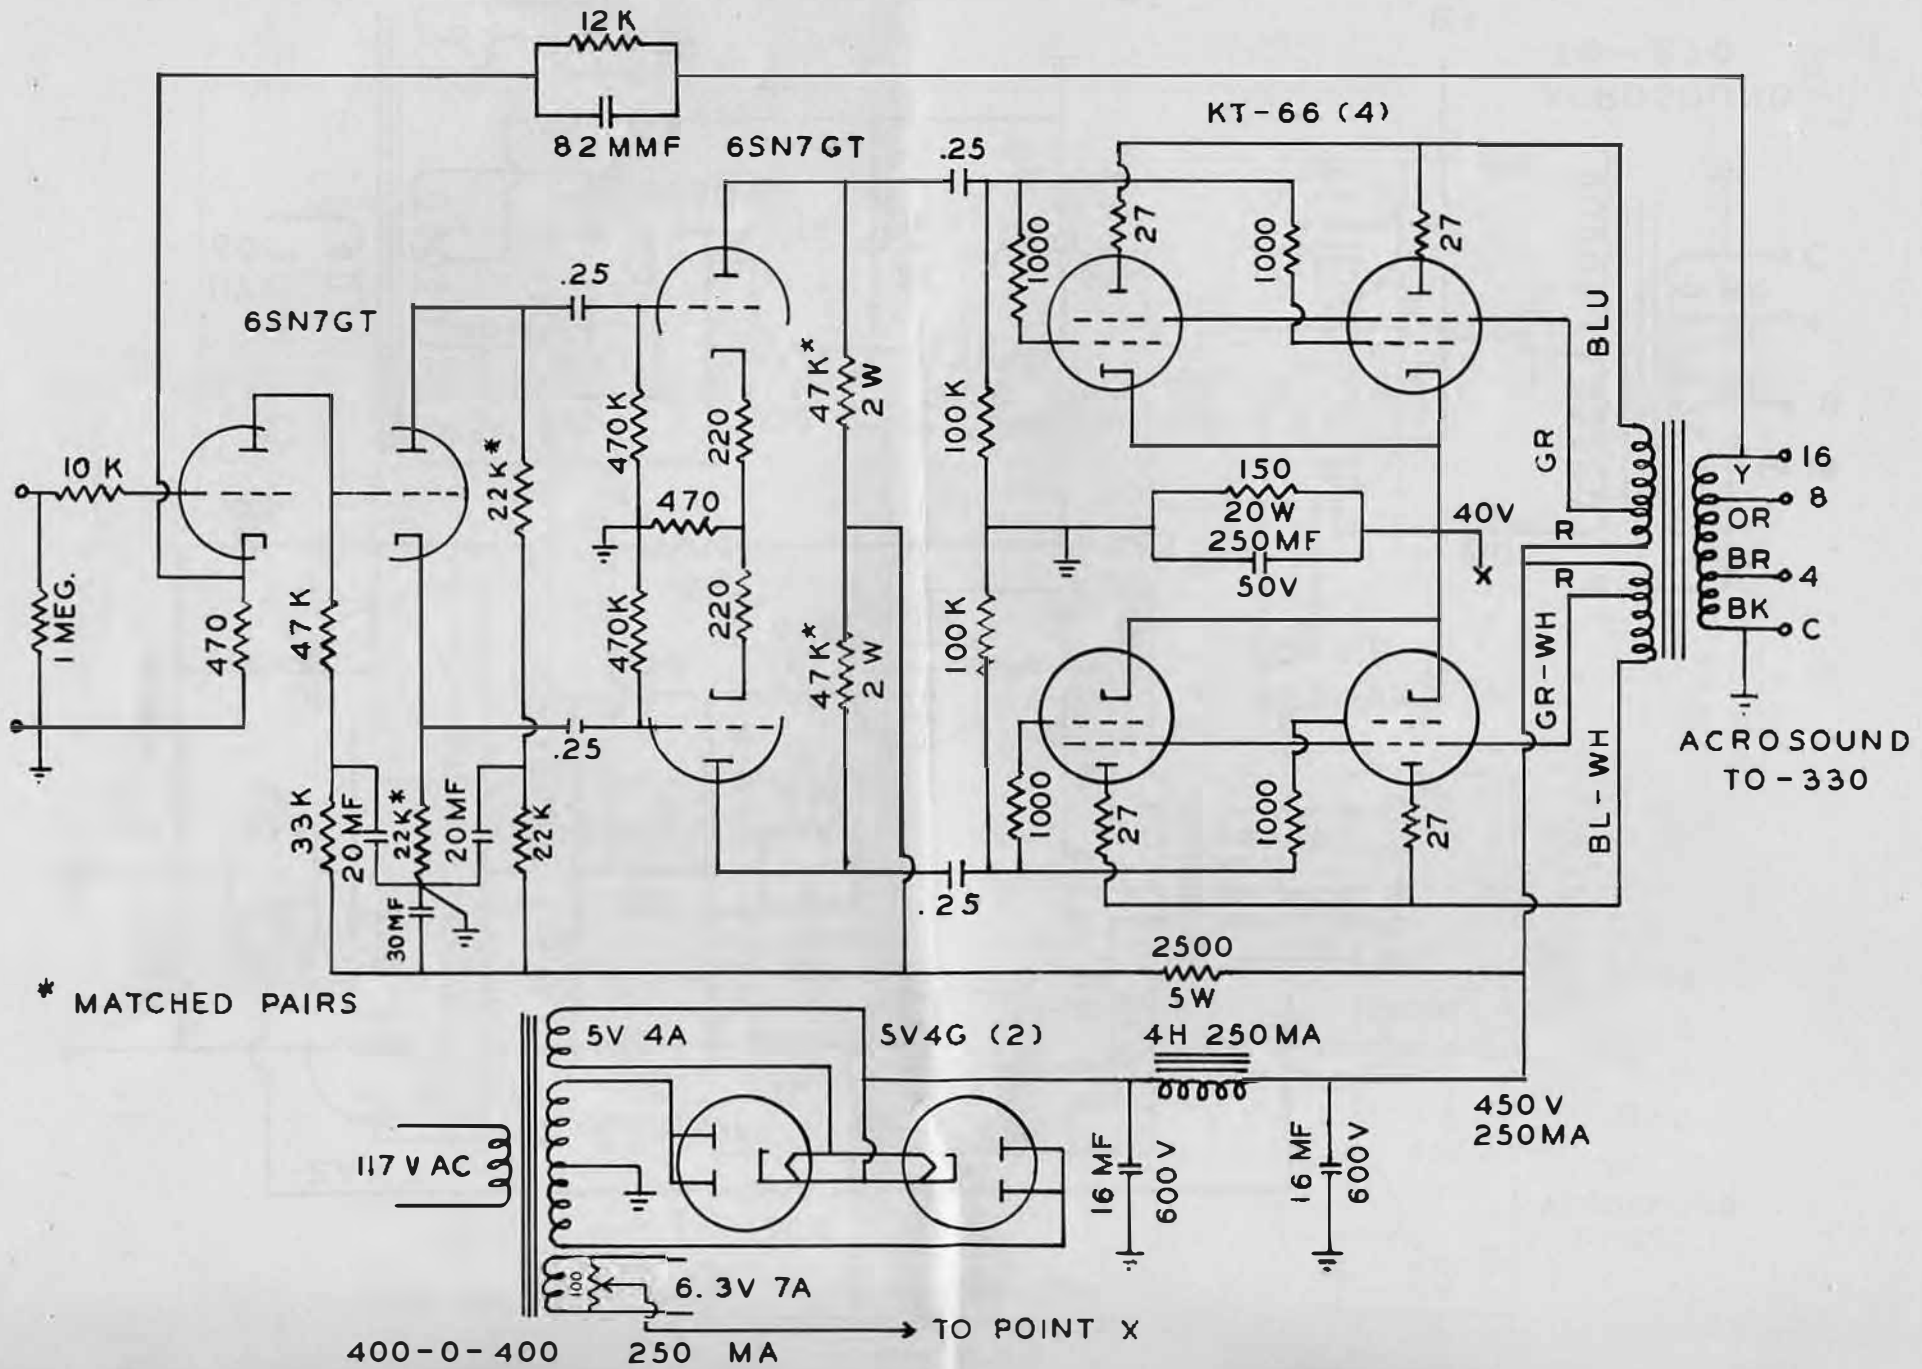 12 K
82 MMF
6SN7GT
KT-66 (4)
.25
1000
27
1000
27
.25
6SN7GT
BLU
47K*
2W
22K*
470K
220
100K
GR
10 K
150
20W
250MF
50V
40V
X
16
Y
8
OR
BR
4
BK
C
R
R
470
1 MEG.
470
47 K
470K
220
47K*
2W
100K
GR-WH
ACROSOUND
TO-330
.25
33K
20MF
22K*
20MF
22K
1000
27
1000
27
BL-WH
30MF
.25
2500
5W
* MATCHED PAIRS
5V 4A
5V4G (2)
4H 250MA
450V
250MA
117 V AC
16 MF
600V
16 MF
600V
100
6.3V 7A
TO POINT X
400-0-400 250 MA